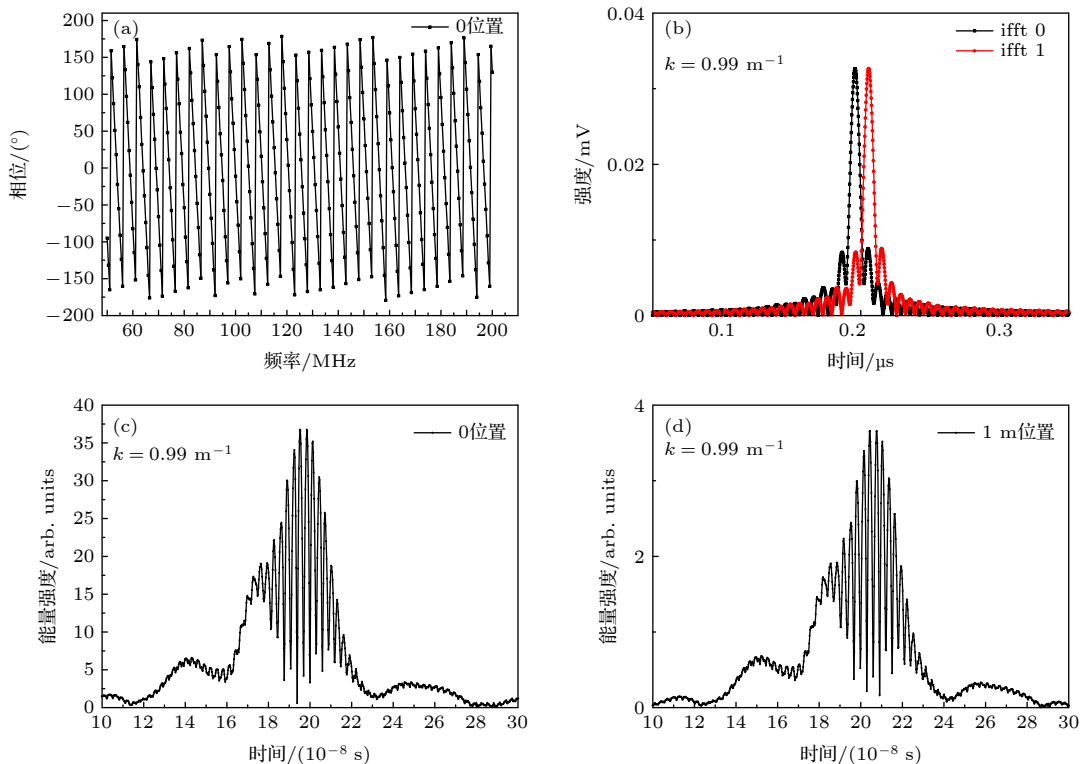 (a)
0位置
200
150
100
50
0
−50
−100
−150
−200
相位/(°)
60 80 100 120 140 160 180 200
频率/MHz
(b)
ifft 0
ifft 1
k = 0.99 m⁻¹
0.04
0.02
0
强度/mV
0.1 0.2 0.3
时间/µs
(c)
0位置
k = 0.99 m⁻¹
40
35
30
25
20
15
10
5
0
能量强度/arb. units
10 12 14 16 18 20 22 24 26 28 30
时间/(10⁻⁸ s)
(d)
1 m位置
k = 0.99 m⁻¹
4
2
0
能量强度/arb. units
10 12 14 16 18 20 22 24 26 28 30
时间/(10⁻⁸ s)